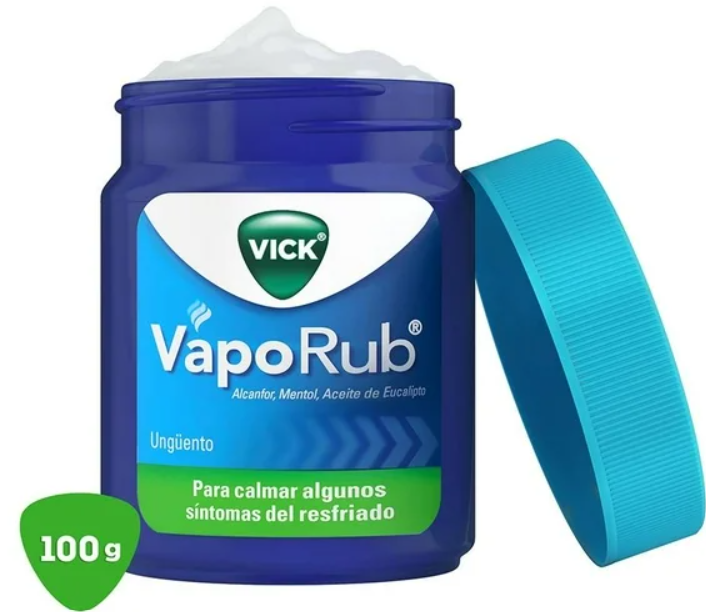 VICK®
VapoRub®
Alcanfor, Mentol, Aceite de Eucalipto
Ungüento
Para calmar algunos
síntomas del resfriado
100 g